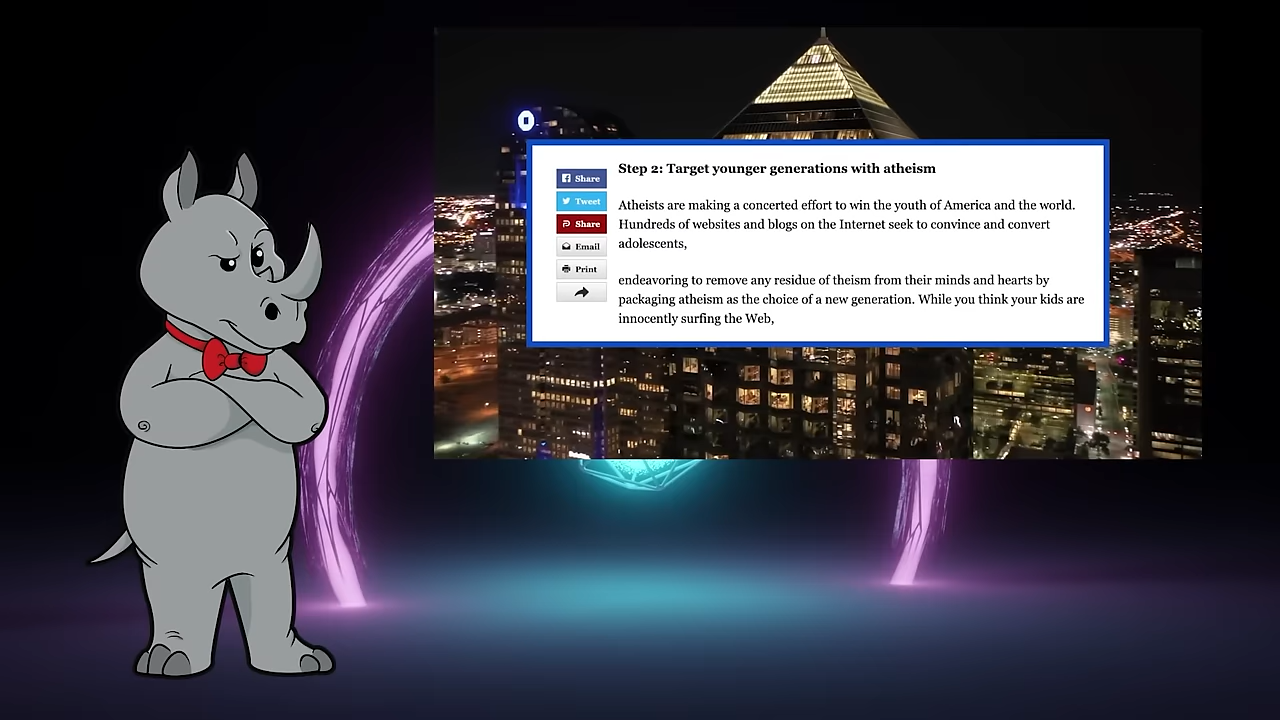 Step 2: Target younger generations with atheism
Share
Tweet
Share
Email
Print
Atheists are making a concerted effort to win the youth of America and the world.
Hundreds of websites and blogs on the Internet seek to convince and convert
adolescents,
endeavoring to remove any residue of theism from their minds and hearts by
packaging atheism as the choice of a new generation. While you think your kids are
innocently surfing the Web,